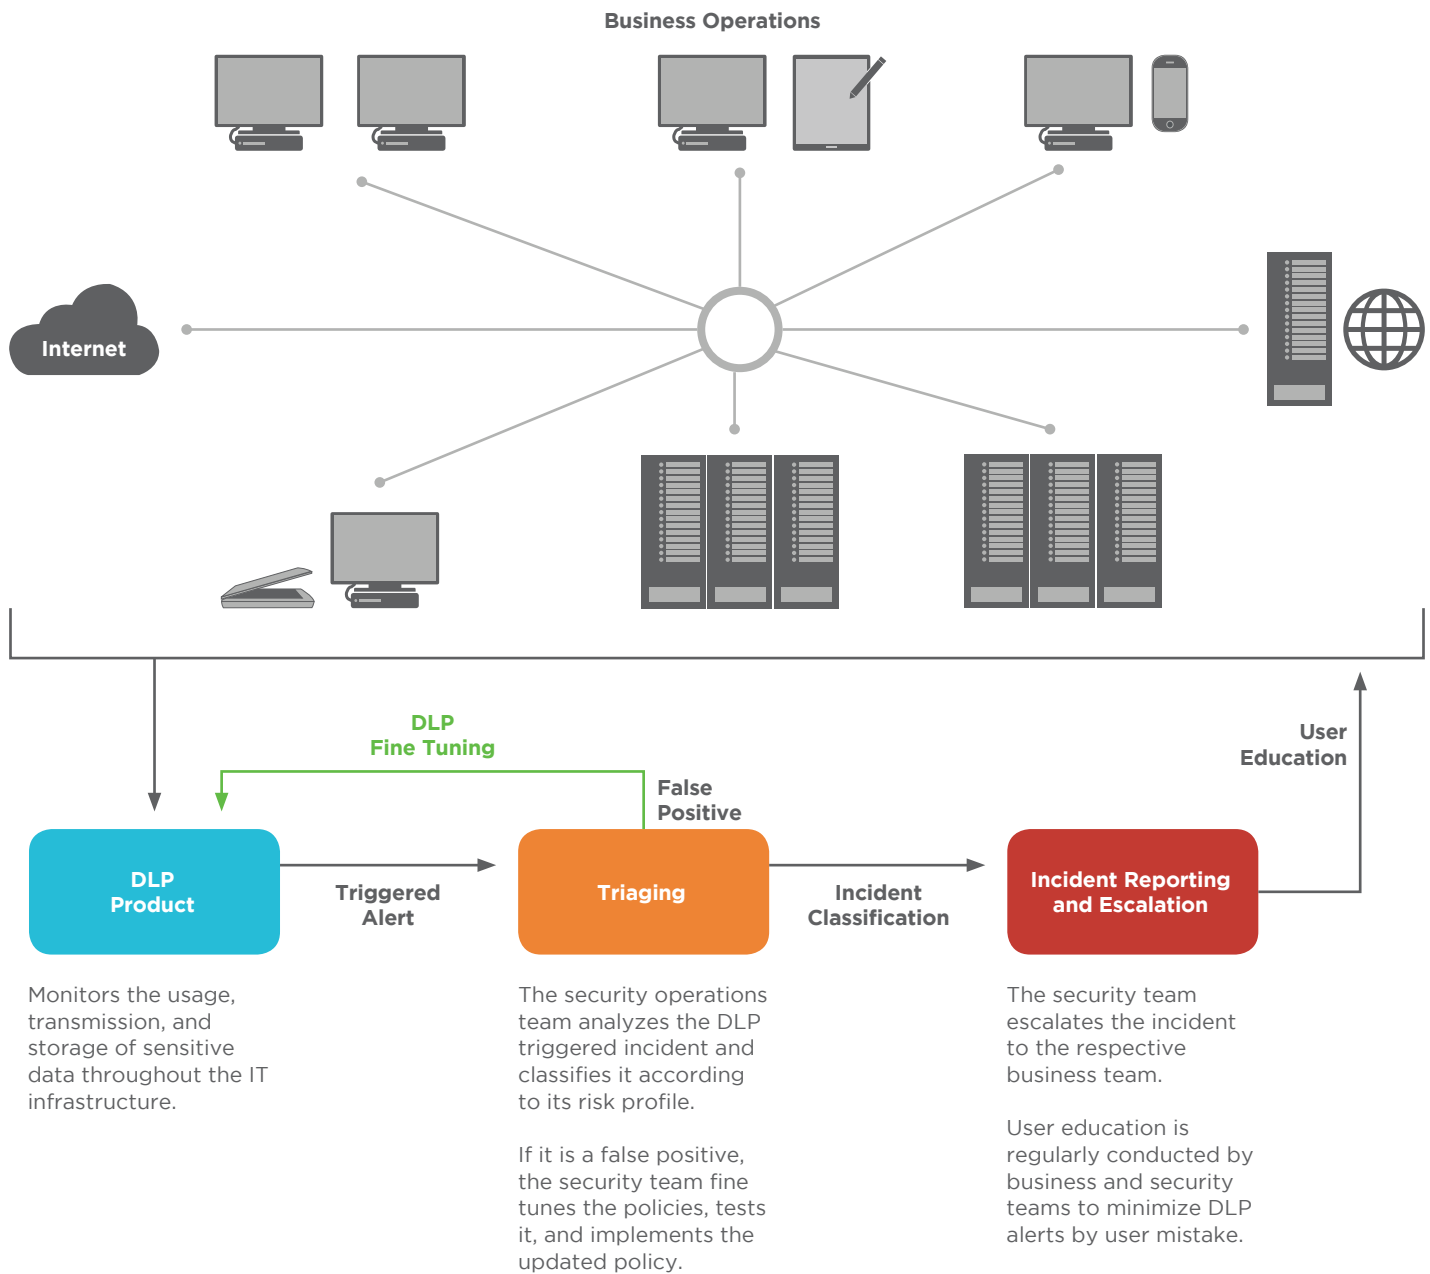 Business Operations
Internet
DLP
Fine Tuning
User
Education
False
Positive
DLP
Product
Triggered
Alert
Triaging
Incident
Classification
Incident Reporting
and Escalation
Monitors the usage,
transmission, and
storage of sensitive
data throughout the IT
infrastructure.
The security operations
team analyzes the DLP
triggered incident and
classifies it according
to its risk profile.
If it is a false positive,
the security team fine
tunes the policies, tests
it, and implements the
updated policy.
The security team
escalates the incident
to the respective
business team.
User education is
regularly conducted by
business and security
teams to minimize DLP
alerts by user mistake.